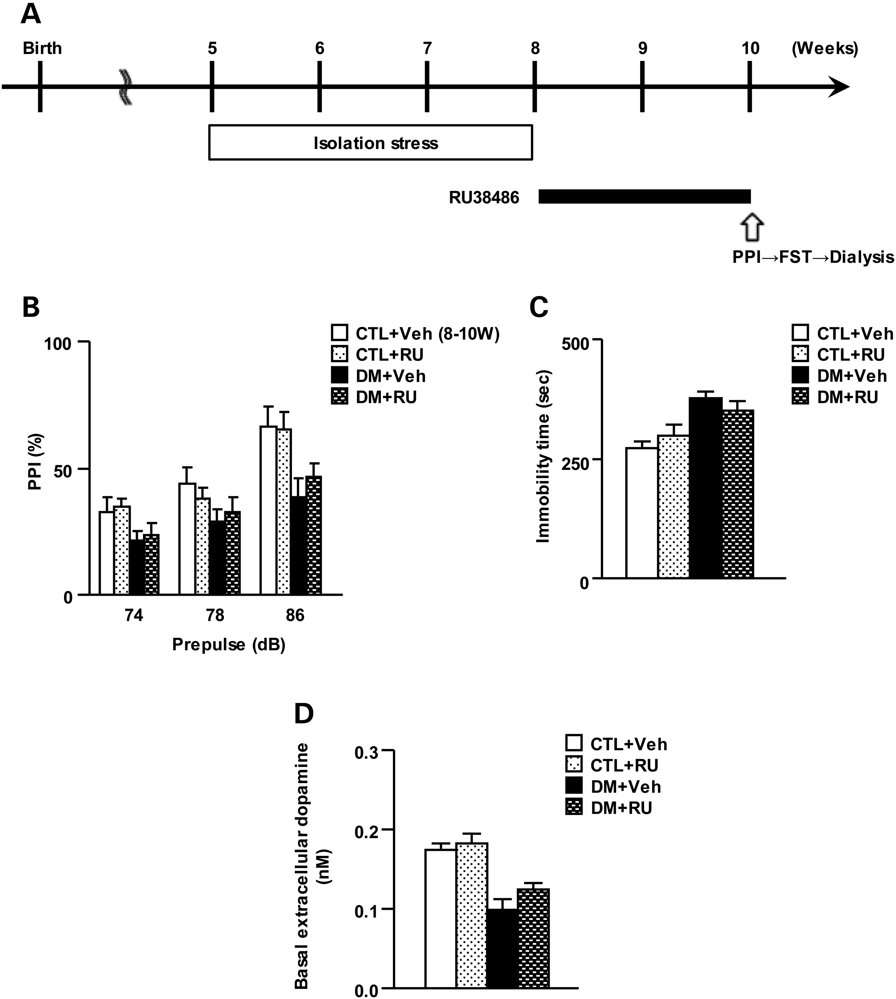 A
Birth 5 6 7 8 9 10 (Weeks)
Isolation stress
RU38486
PPI→FST→Dialysis
B
100
50
0
PPI (%)
74 78 86
Prepulse (dB)
CTL+Veh (8-10W)
CTL+RU
DM+Veh
DM+RU
C
500
250
0
Immobility time (sec)
CTL+Veh
CTL+RU
DM+Veh
DM+RU
D
0.3
0.2
0.1
0.0
Basal extracellular dopamine
(nM)
CTL+Veh
CTL+RU
DM+Veh
DM+RU